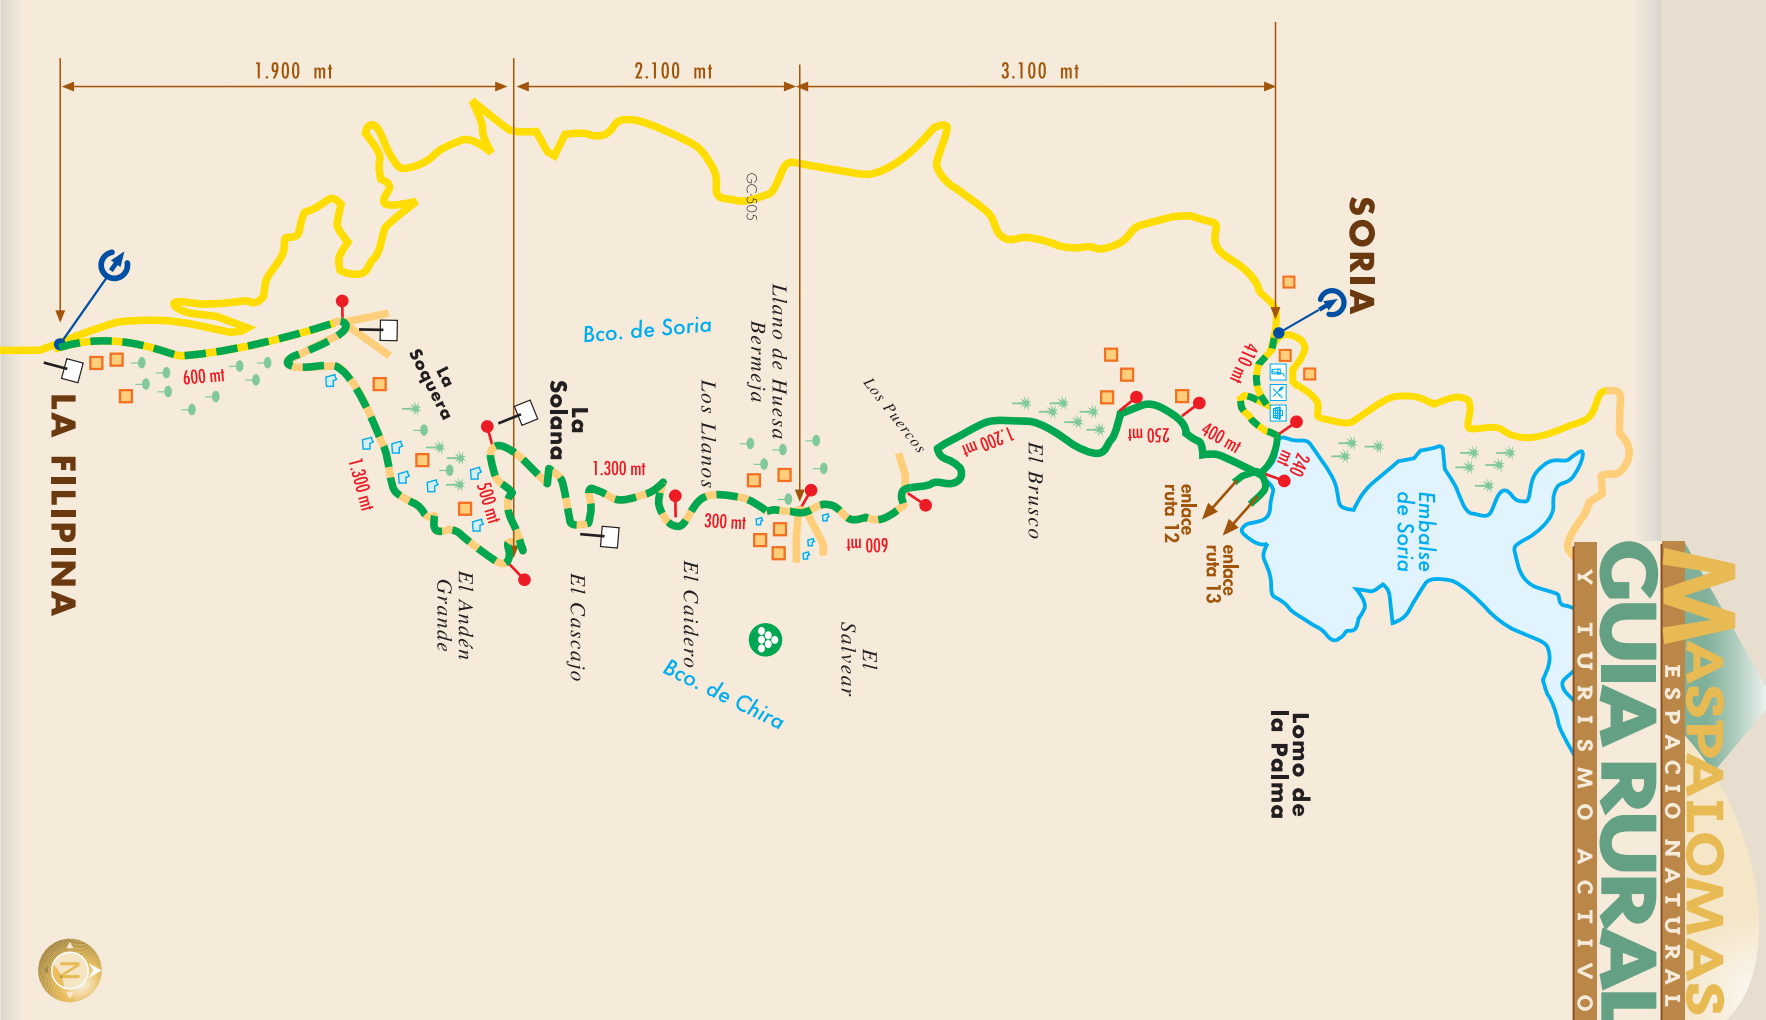 1.900 mt
2.100 mt
3.100 mt
SORIA
GC-505
410 mt
Bco. de Soria
Llano de Huesa
Bermeja
Los Puercos
Los Llanos
La
Soquera
La
Solana
LA FILIPINA
600 mt
1.300 mt
500 mt
1.300 mt
300 mt
600 mt
1.200 mt
250 mt
400 mt
240
mt
El Brusco
enlace
ruta 12
enlace
ruta 13
Embalse
de Soria
El Andén
Grande
El Cascajo
El Caidero
Bco. de Chira
El
Salvear
Lomo de
la Palma
MASPALOMAS
ESPACIO NATURAL
GUIA RURAL
Y TURISMO ACTIVO
N